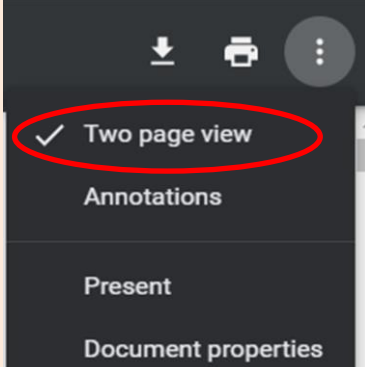 Two page view
Annotations
Present
Document properties